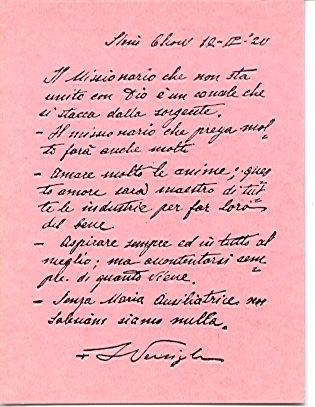 Shiu Chow 12-IX-20
Il Missionario che non sta
unito con Dio è un canale che
si stacca dalla sorgente.
- Il missionario che prega mol=
to farà anche molto
- Amare molto le anime; ques=
to amore sarà maestro di tut=
te le industrie per far loro
del bene
- Aspirare sempre ed in tutto al
meglio; ma accontentarsi sem=
pre di quanto viene.
- Senza Maria Ausiliatrice noi
Salesiani siamo nulla.
+ L Versiglia